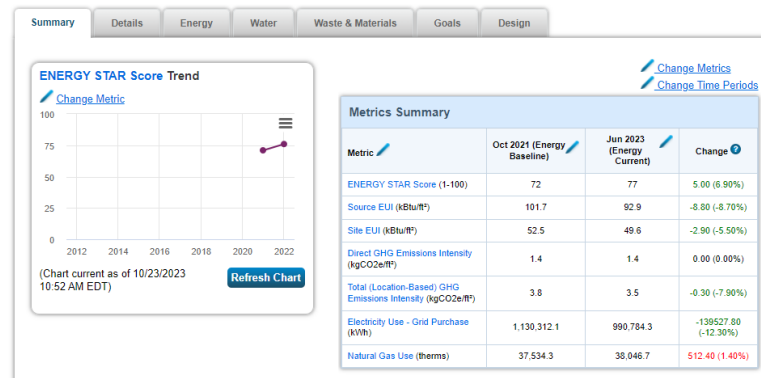 Summary
Details
Energy
Water
Waste & Materials
Goals
Design
ENERGY STAR Score Trend
Change Metric
100
75
50
25
0
2012 2014 2016 2018 2020 2022
(Chart current as of 10/23/2023
10:52 AM EDT)
Refresh Chart
Change Metrics
Change Time Periods
Metrics Summary
Metric
Oct 2021 (Energy
Baseline)
Jun 2023
(Energy
Current)
Change ?
ENERGY STAR Score (1-100) 72 77 5.00 (6.90%)
Source EUI (kBtu/ft²) 101.7 92.9 -8.80 (-8.70%)
Site EUI (kBtu/ft²) 52.5 49.6 -2.90 (-5.50%)
Direct GHG Emissions Intensity
(kgCO2e/ft²) 1.4 1.4 0.00 (0.00%)
Total (Location-Based) GHG
Emissions Intensity (kgCO2e/ft²) 3.8 3.5 -0.30 (-7.90%)
Electricity Use - Grid Purchase
(kWh) 1,130,312.1 990,784.3 -139527.80
(-12.30%)
Natural Gas Use (therms) 37,534.3 38,046.7 512.40 (1.40%)